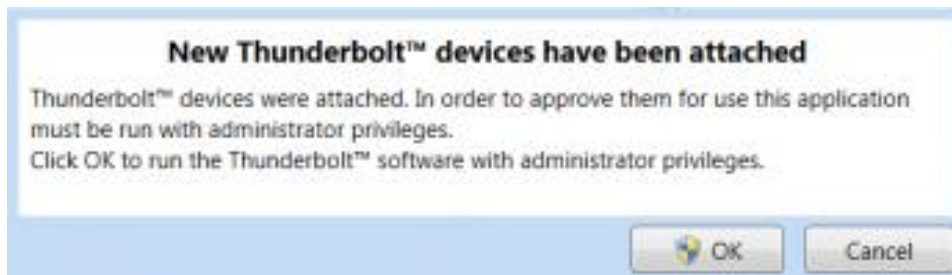 New Thunderbolt™ devices have been attached
Thunderbolt™ devices were attached. In order to approve them for use this application
must be run with administrator privileges.
Click OK to run the Thunderbolt™ software with administrator privileges.
OK Cancel